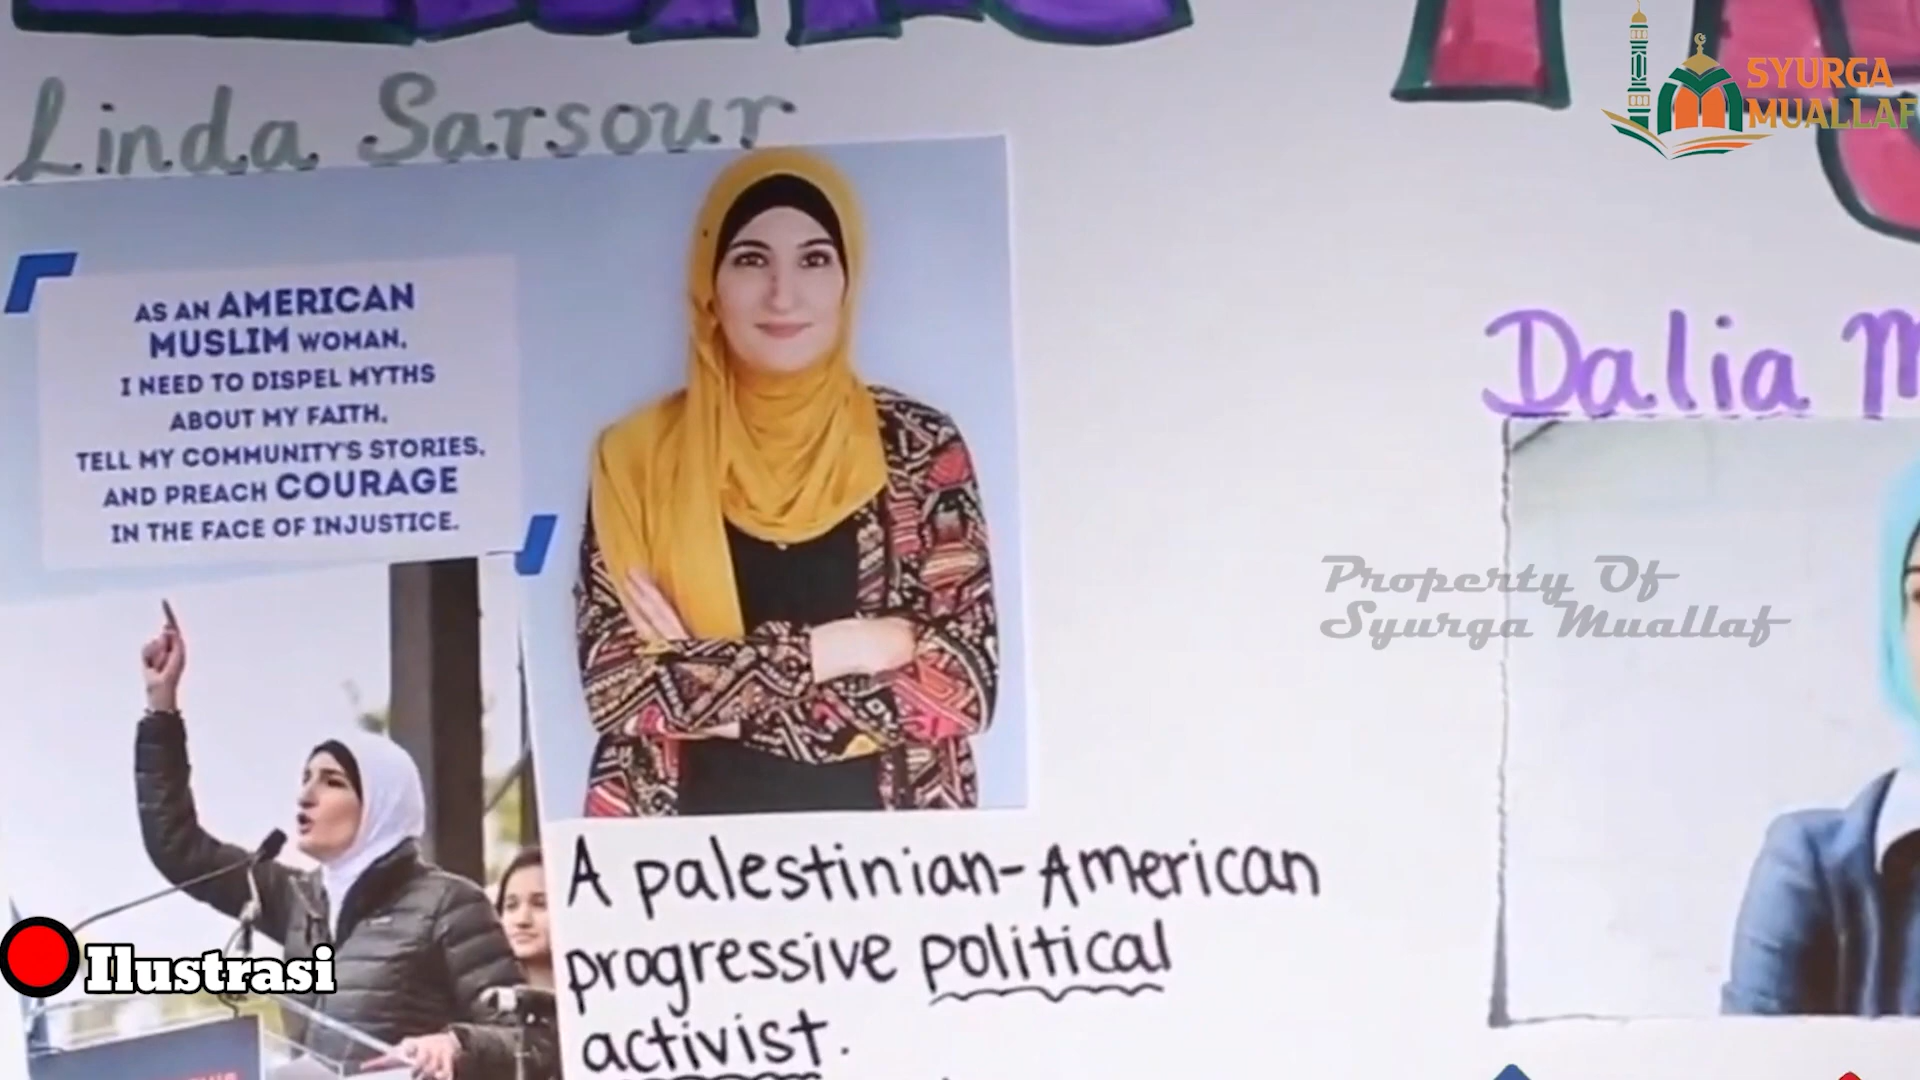 Linda Sarsour
AS AN AMERICAN
MUSLIM WOMAN,
I NEED TO DISPEL MYTHS
ABOUT MY FAITH,
TELL MY COMMUNITY'S STORIES,
AND PREACH COURAGE
IN THE FACE OF INJUSTICE.
A palestinian-American
progressive political
activist.
Dalia
SYURGA
MUALLAF
Property Of
Syurga Muallaf
Ilustrasi